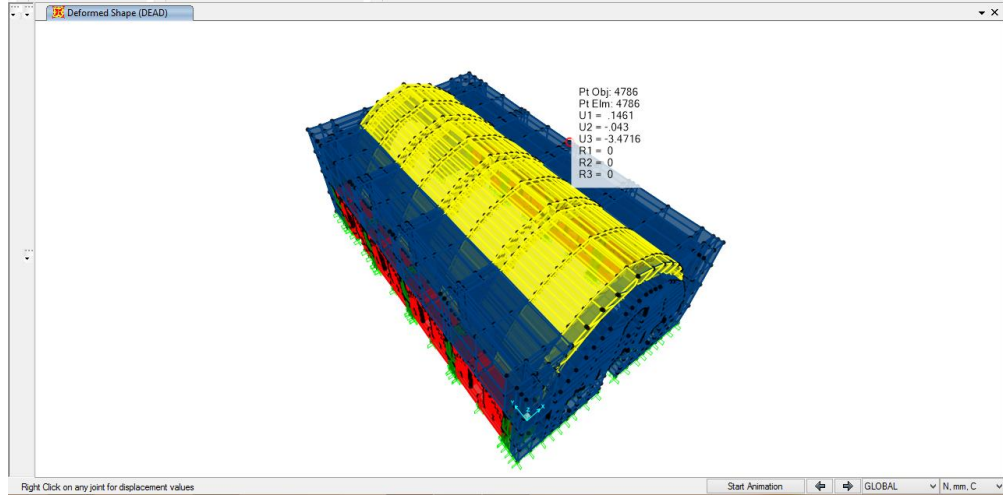 Deformed Shape (DEAD)
Pt Obj: 4786
Pt Elm: 4786
U1 = .1461
U2 = -.043
U3 = -3.4716
R1 = 0
R2 = 0
R3 = 0
Right Click on any joint for displacement values
Start Animation
GLOBAL
N, mm, C